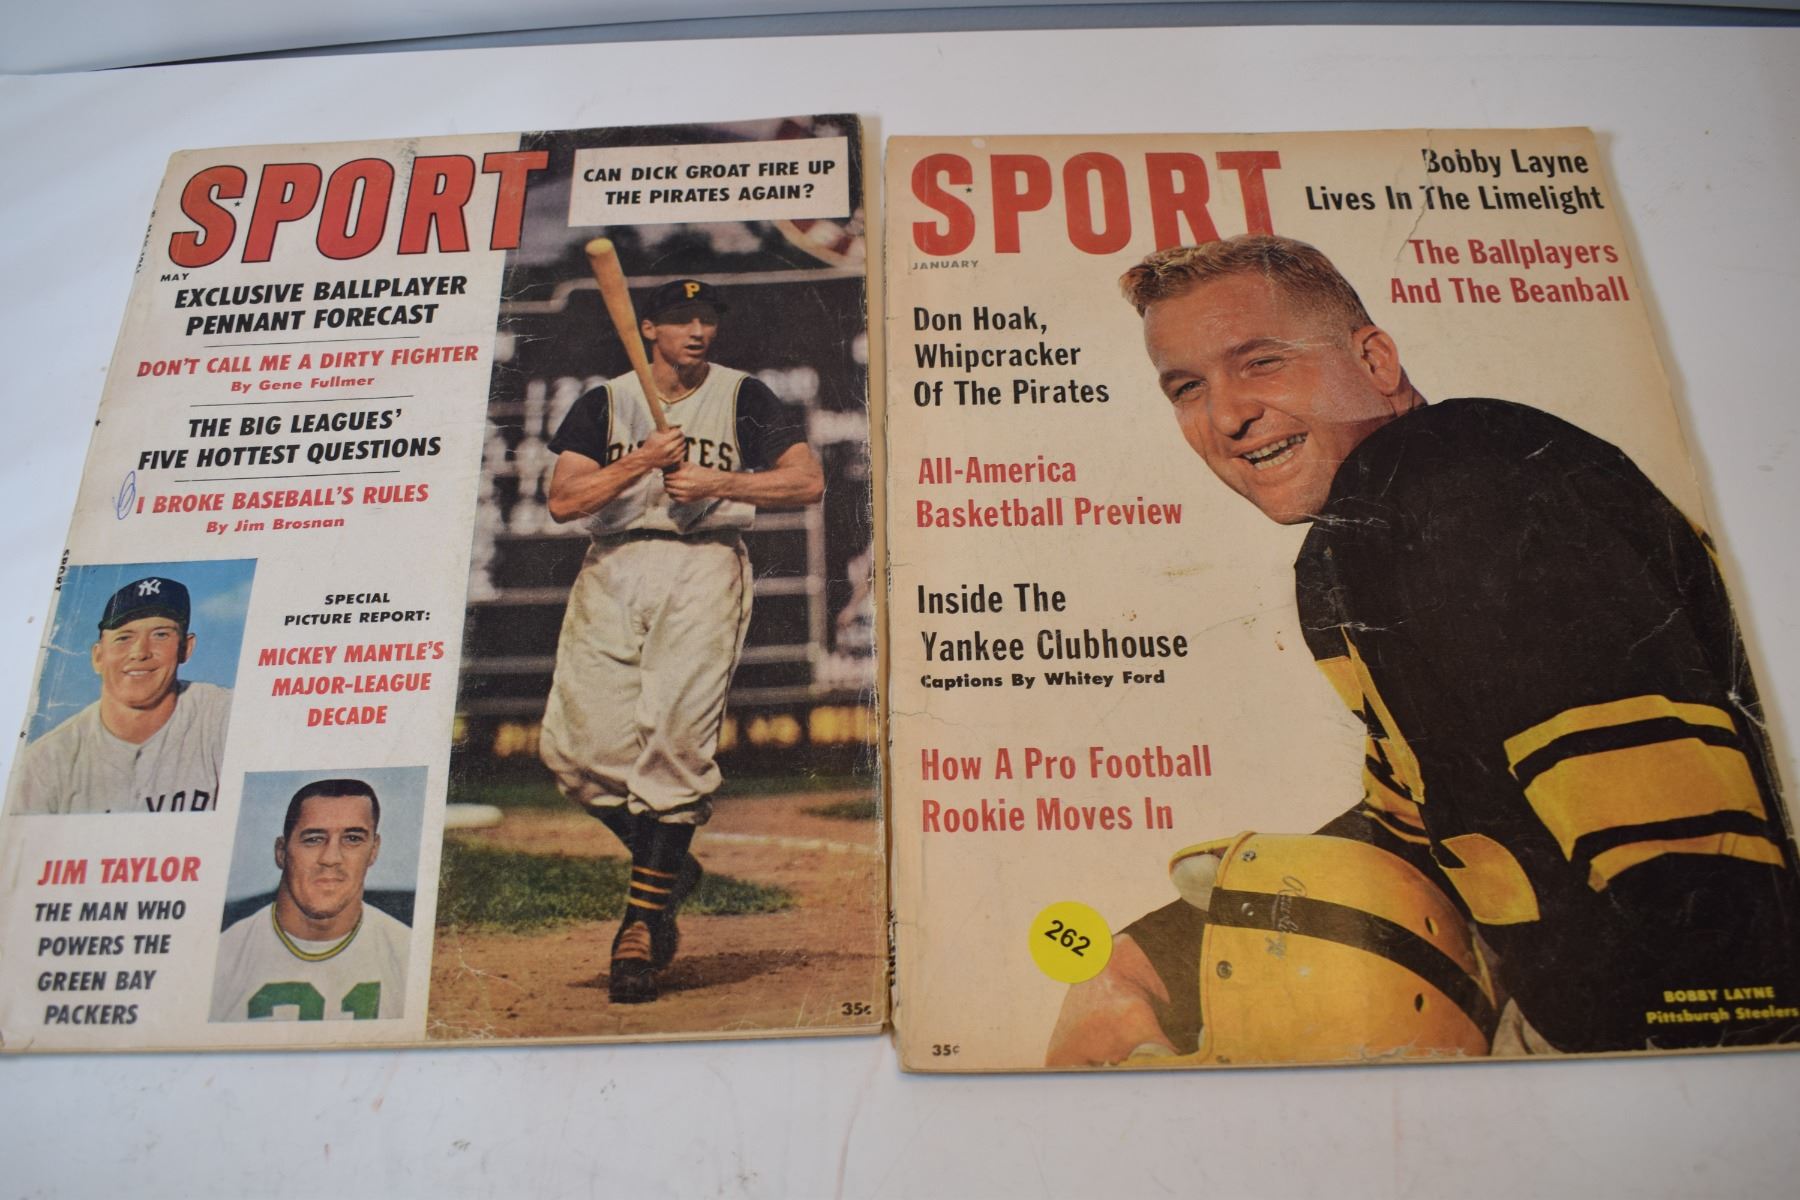 SPORT
MAY
CAN DICK GROAT FIRE UP
THE PIRATES AGAIN?
EXCLUSIVE BALLPLAYER
PENNANT FORECAST
DON'T CALL ME A DIRTY FIGHTER
By Gene Fullmer
THE BIG LEAGUES'
FIVE HOTTEST QUESTIONS
I BROKE BASEBALL'S RULES
By Jim Brosnan
SPECIAL
PICTURE REPORT:
MICKEY MANTLE'S
MAJOR-LEAGUE
DECADE
JIM TAYLOR
THE MAN WHO
POWERS THE
GREEN BAY
PACKERS
P
PIRATES
NY
31
35¢
SPORT
SPORT
JANUARY
Bobby Layne
Lives In The Limelight
The Ballplayers
And The Beanball
Don Hoak,
Whipcracker
Of The Pirates
All-America
Basketball Preview
Inside The
Yankee Clubhouse
Captions By Whitey Ford
How A Pro Football
Rookie Moves In
262
35¢
BOBBY LAYNE
Pittsburgh Steelers